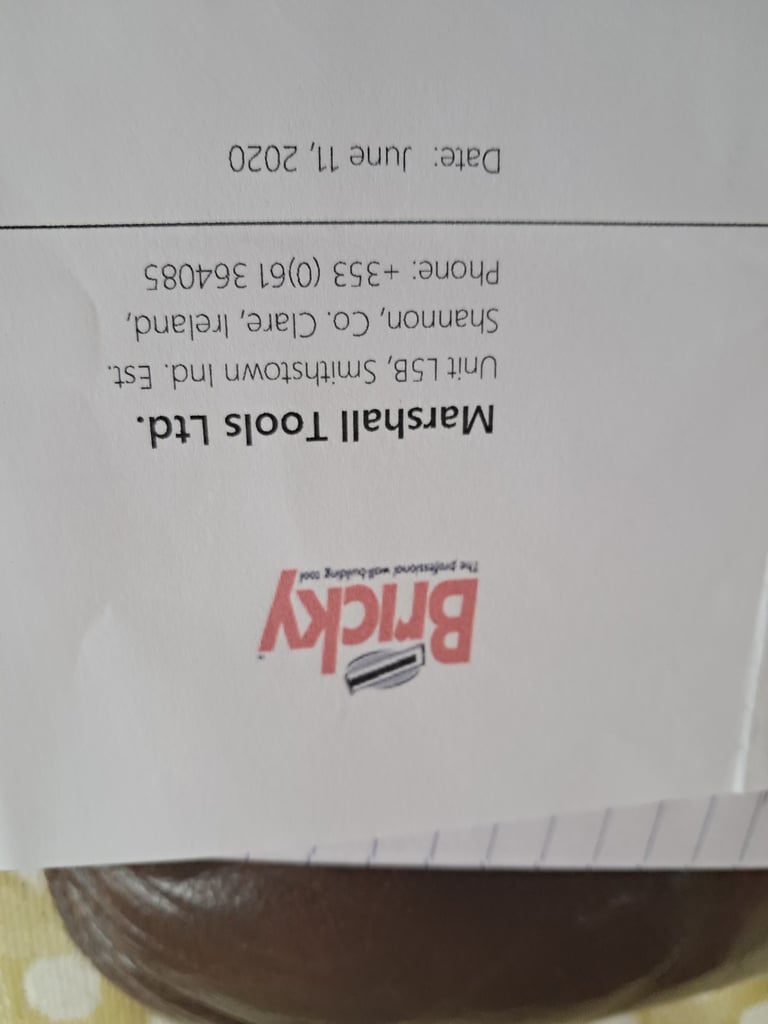 Bricky
The professional wall-building tool
Marshall Tools Ltd.
Unit L5B, Smithstown Ind. Est.
Shannon, Co. Clare, Ireland,
Phone: +353 (0)61 364085
Date: June 11, 2020